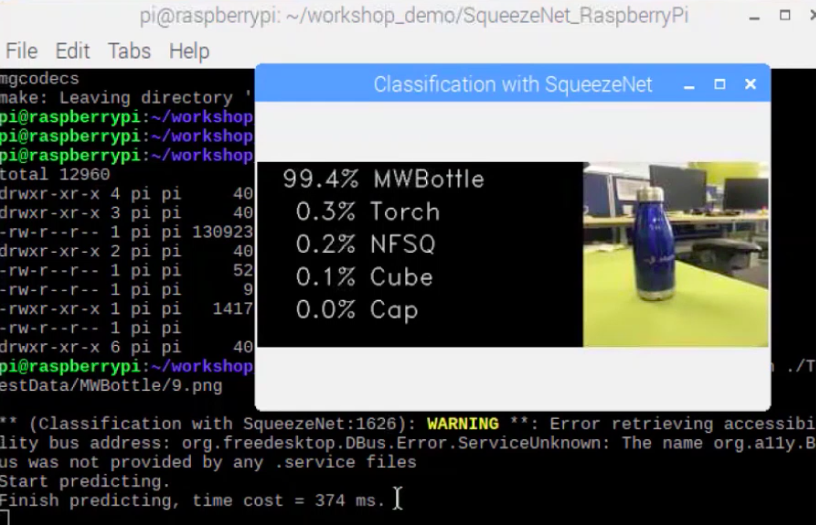 pi@raspberrypi: ~/workshop_demo/SqueezeNet_RaspberryPi
File Edit Tabs Help
mgcodecs
make: Leaving directory '
pi@raspberrypi:~/workshop
pi@raspberrypi:~/workshop
pi@raspberrypi:~/workshop
total 12960
drwxr-xr-x 4 pi pi 40
drwxr-xr-x 3 pi pi 40
-rw-r--r-- 1 pi pi 130923
drwxr-xr-x 2 pi pi 40
-rw-r--r-- 1 pi pi 52
-rw-r--r-- 1 pi pi 9
-rwxr-xr-x 1 pi pi 1417
-rw-r--r-- 1 pi pi
drwxr-xr-x 6 pi pi 40
pi@raspberrypi:~/workshop ./T
estData/MWBottle/9.png
Classification with SqueezeNet
99.4% MWBottle
0.3% Torch
0.2% NFSQ
0.1% Cube
0.0% Cap
** (Classification with SqueezeNet:1626): WARNING **: Error retrieving accessibi
lity bus address: org.freedesktop.DBus.Error.ServiceUnknown: The name org.a11y.B
us was not provided by any .service files
Start predicting.
Finish predicting, time cost = 374 ms.